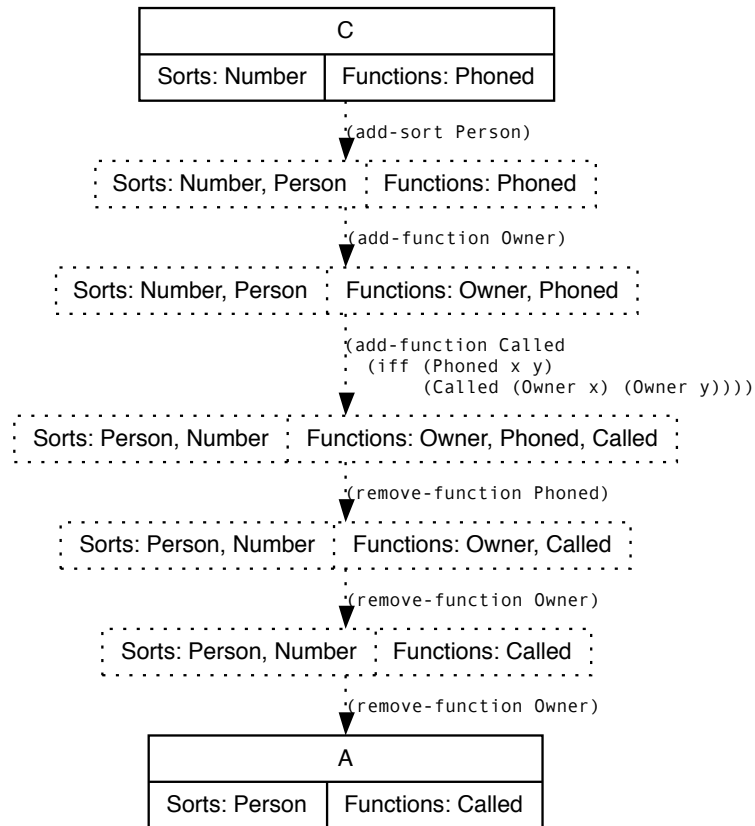 C
Sorts: Number Functions: Phoned
(add-sort Person)
Sorts: Number, Person Functions: Phoned
(add-function Owner)
Sorts: Number, Person Functions: Owner, Phoned
(add-function Called
(iff (Phoned x y)
(Called (Owner x) (Owner y))))
Sorts: Person, Number Functions: Owner, Phoned, Called
(remove-function Phoned)
Sorts: Person, Number Functions: Owner, Called
(remove-function Owner)
Sorts: Person, Number Functions: Called
(remove-function Owner)
A
Sorts: Person Functions: Called